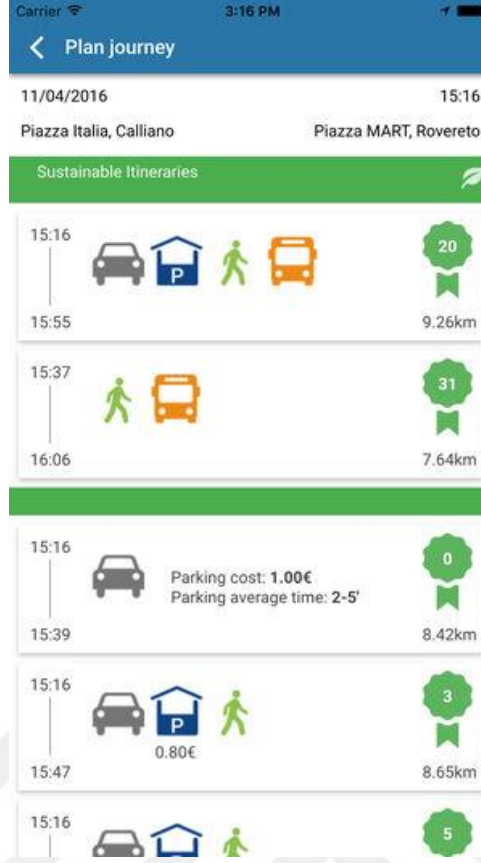 Carrier 3:16 PM
Plan journey
11/04/2016 15:16
Piazza Italia, Calliano Piazza MART, Rovereto
Sustainable Itineraries
15:16
P
20
15:55 9.26km
15:37
31
16:06 7.64km
15:16
0
Parking cost: 1.00€
Parking average time: 2-5'
15:39 8.42km
15:16
P
3
0.80€
15:47 8.65km
15:16
5
P